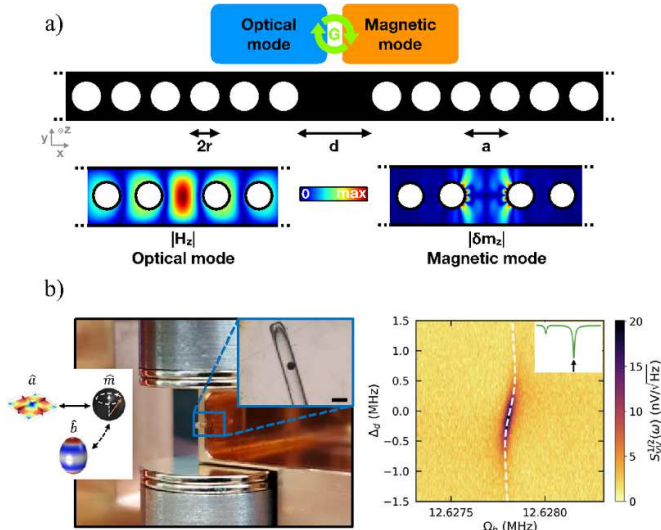 a)
Optical mode
G
Magnetic mode
y z
x
2r
d
a
0 max
|Hz|
Optical mode
|δmz|
Magnetic mode
b)
â
m̂
b̂
1.5
1.0
0.5
0.0
-0.5
-1.0
-1.5
Δd (MHz)
12.6275 12.6280
Ωb (MHz)
20
15
10
5
0
S^1/2_VV(ω) (nV/√Hz)